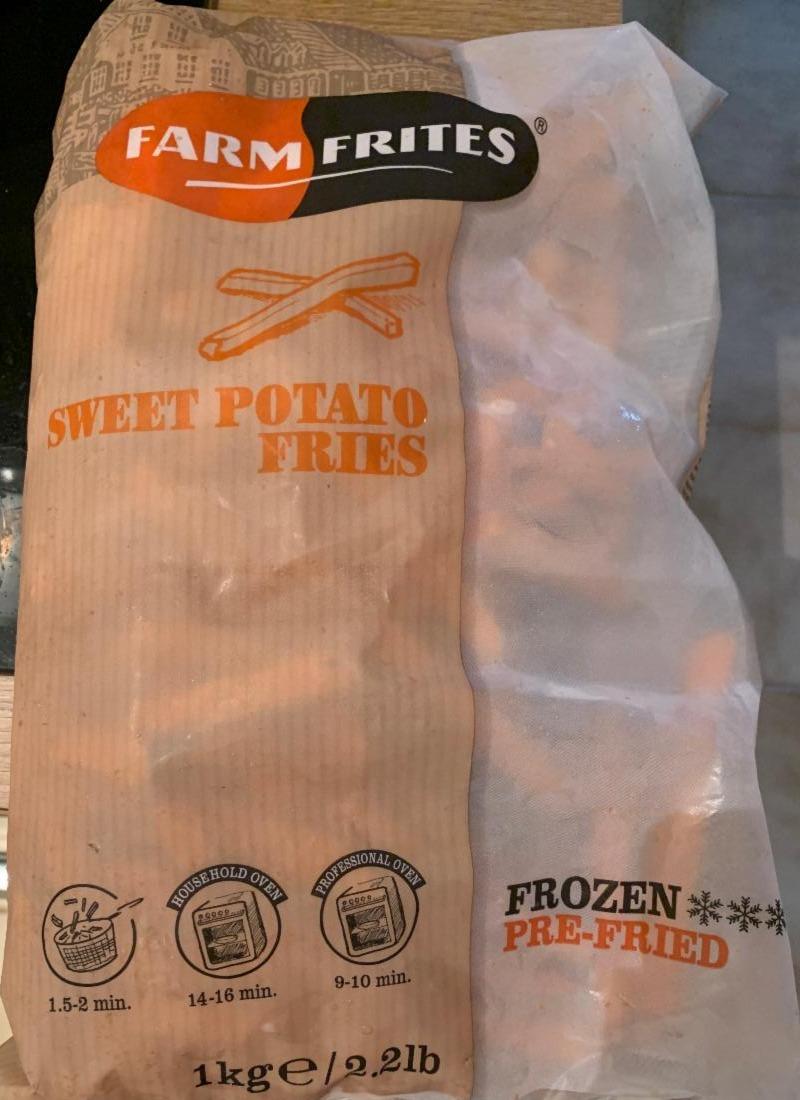 FARM FRITES®
SWEET POTATO
FRIES
HOUSEHOLD OVEN
PROFESSIONAL OVEN
1.5-2 min.
14-16 min.
9-10 min.
FROZEN
PRE-FRIED
1kg℮/2.2lb